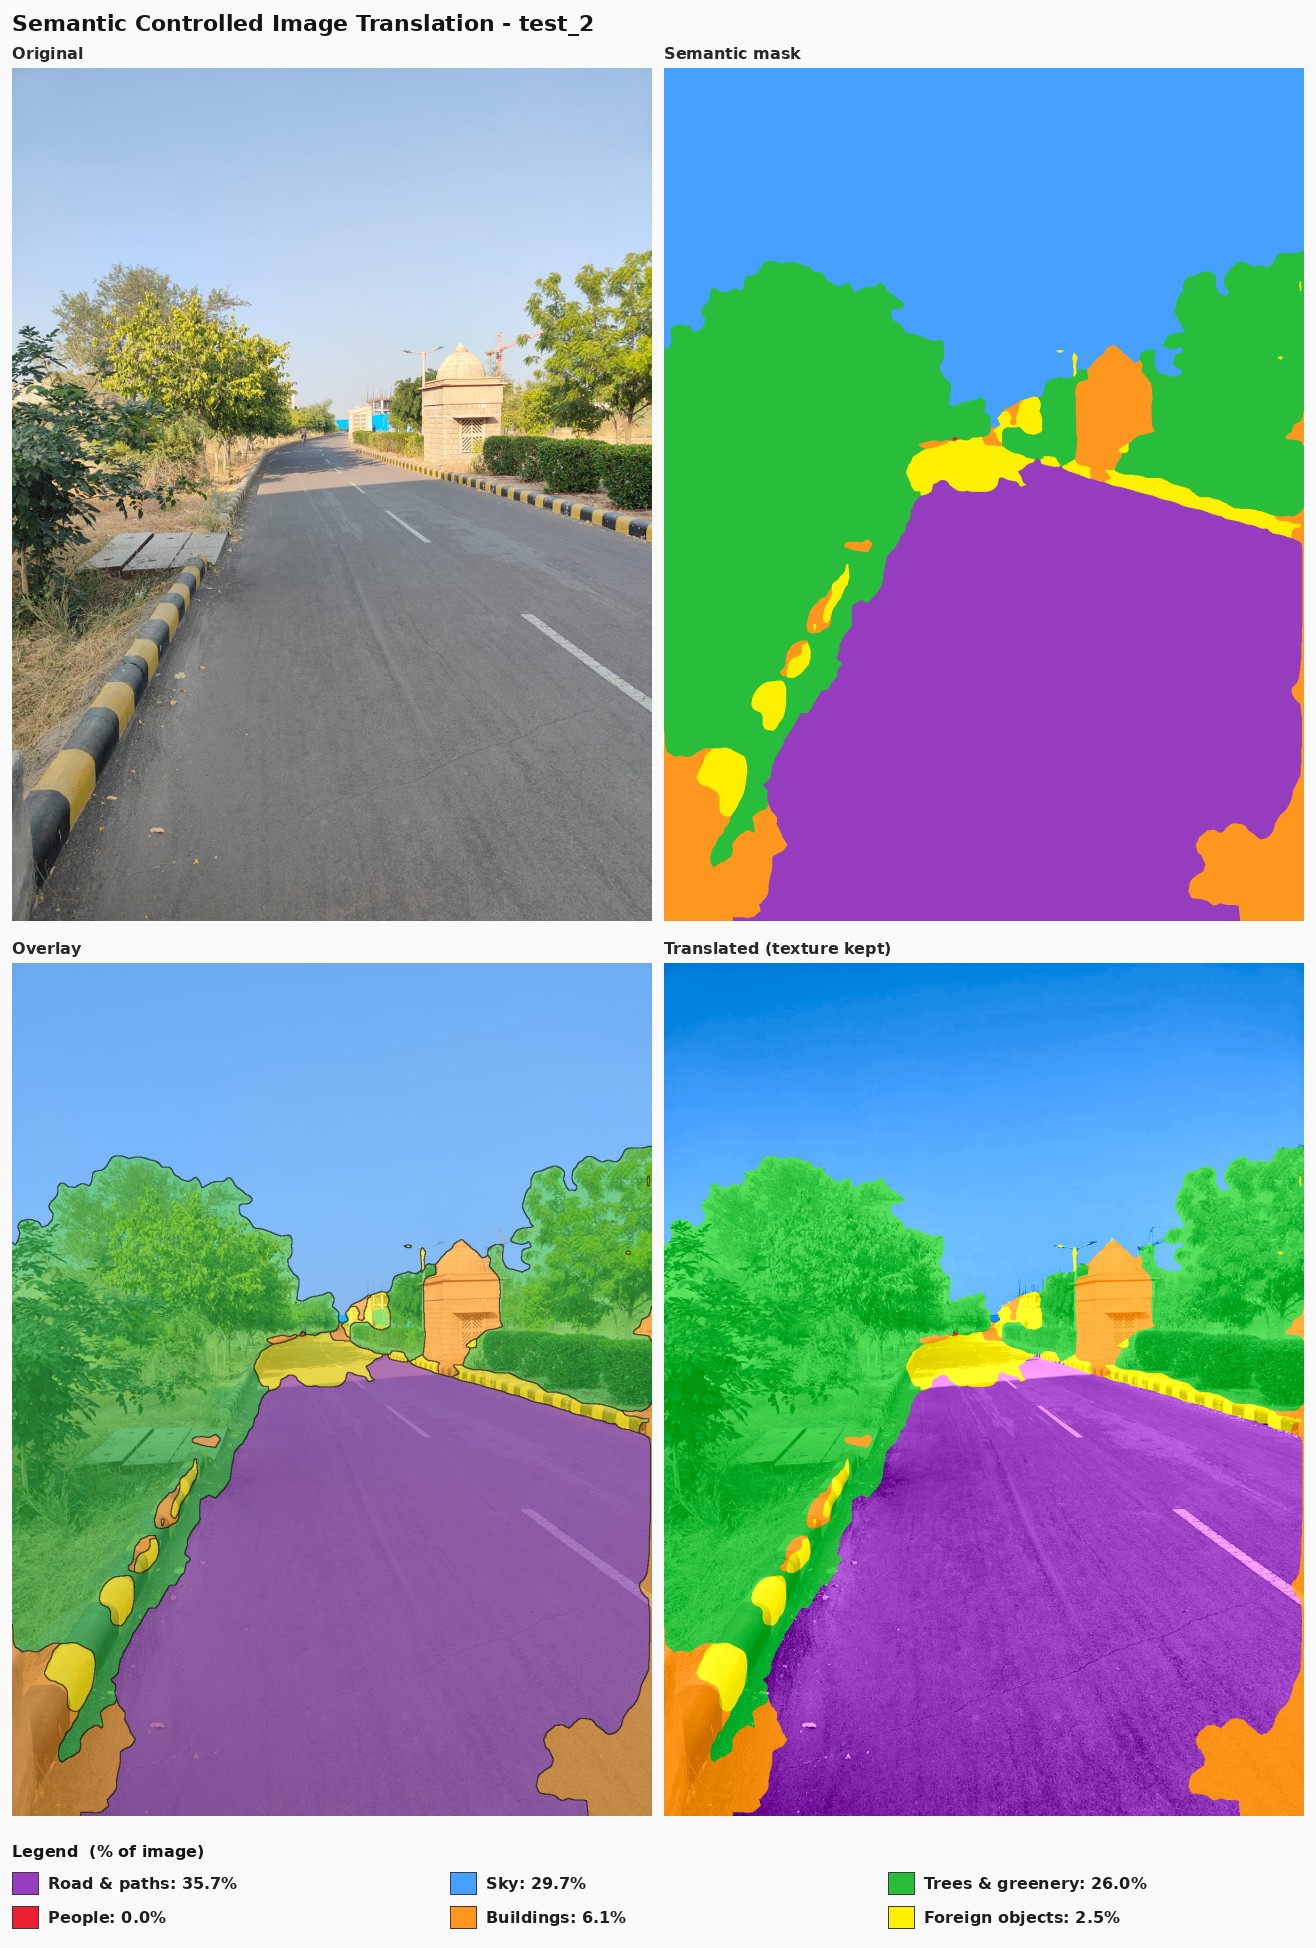 Semantic Controlled Image Translation - test_2
Original
Semantic mask
Overlay
Translated (texture kept)
Legend  (% of image)
Road & paths: 35.7%
Sky: 29.7%
Trees & greenery: 26.0%
People: 0.0%
Buildings: 6.1%
Foreign objects: 2.5%